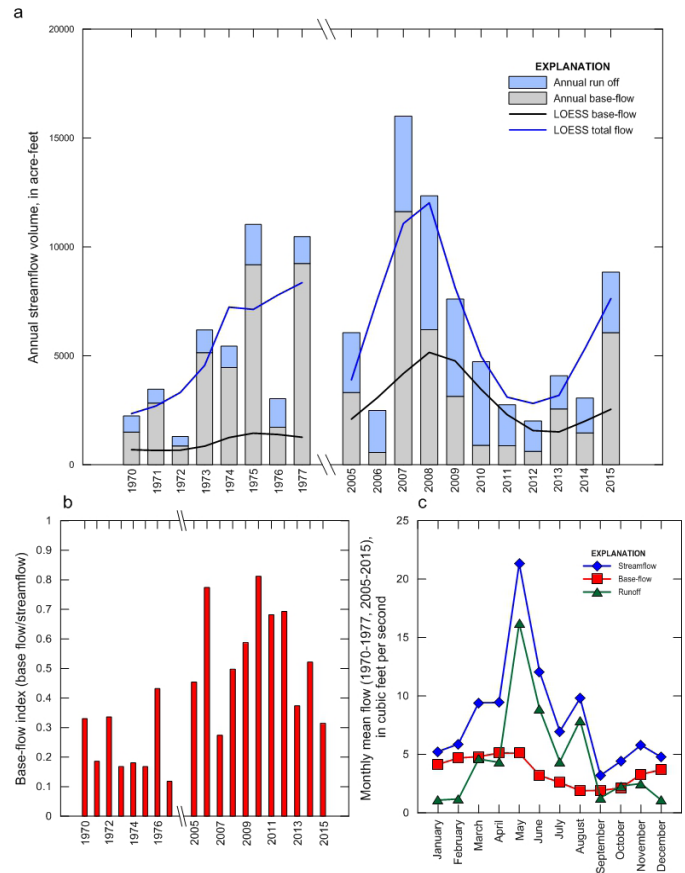 a
20000
15000
10000
5000
0
Annual streamflow volume, in acre-feet
EXPLANATION
Annual run off
Annual base-flow
LOESS base-flow
LOESS total flow
1970
1971
1972
1973
1974
1975
1976
1977
2005
2006
2007
2008
2009
2010
2011
2012
2013
2014
2015
b
1
0.9
0.8
0.7
0.6
0.5
0.4
0.3
0.2
0.1
0
Base-flow index (base flow/streamflow)
1970
1972
1974
1976
2005
2007
2009
2011
2013
2015
c
25
20
15
10
5
0
Monthly mean flow (1970-1977, 2005-2015),
in cubic feet per second
EXPLANATION
Streamflow
Base-flow
Runoff
January
February
March
April
May
June
July
August
September
October
November
December